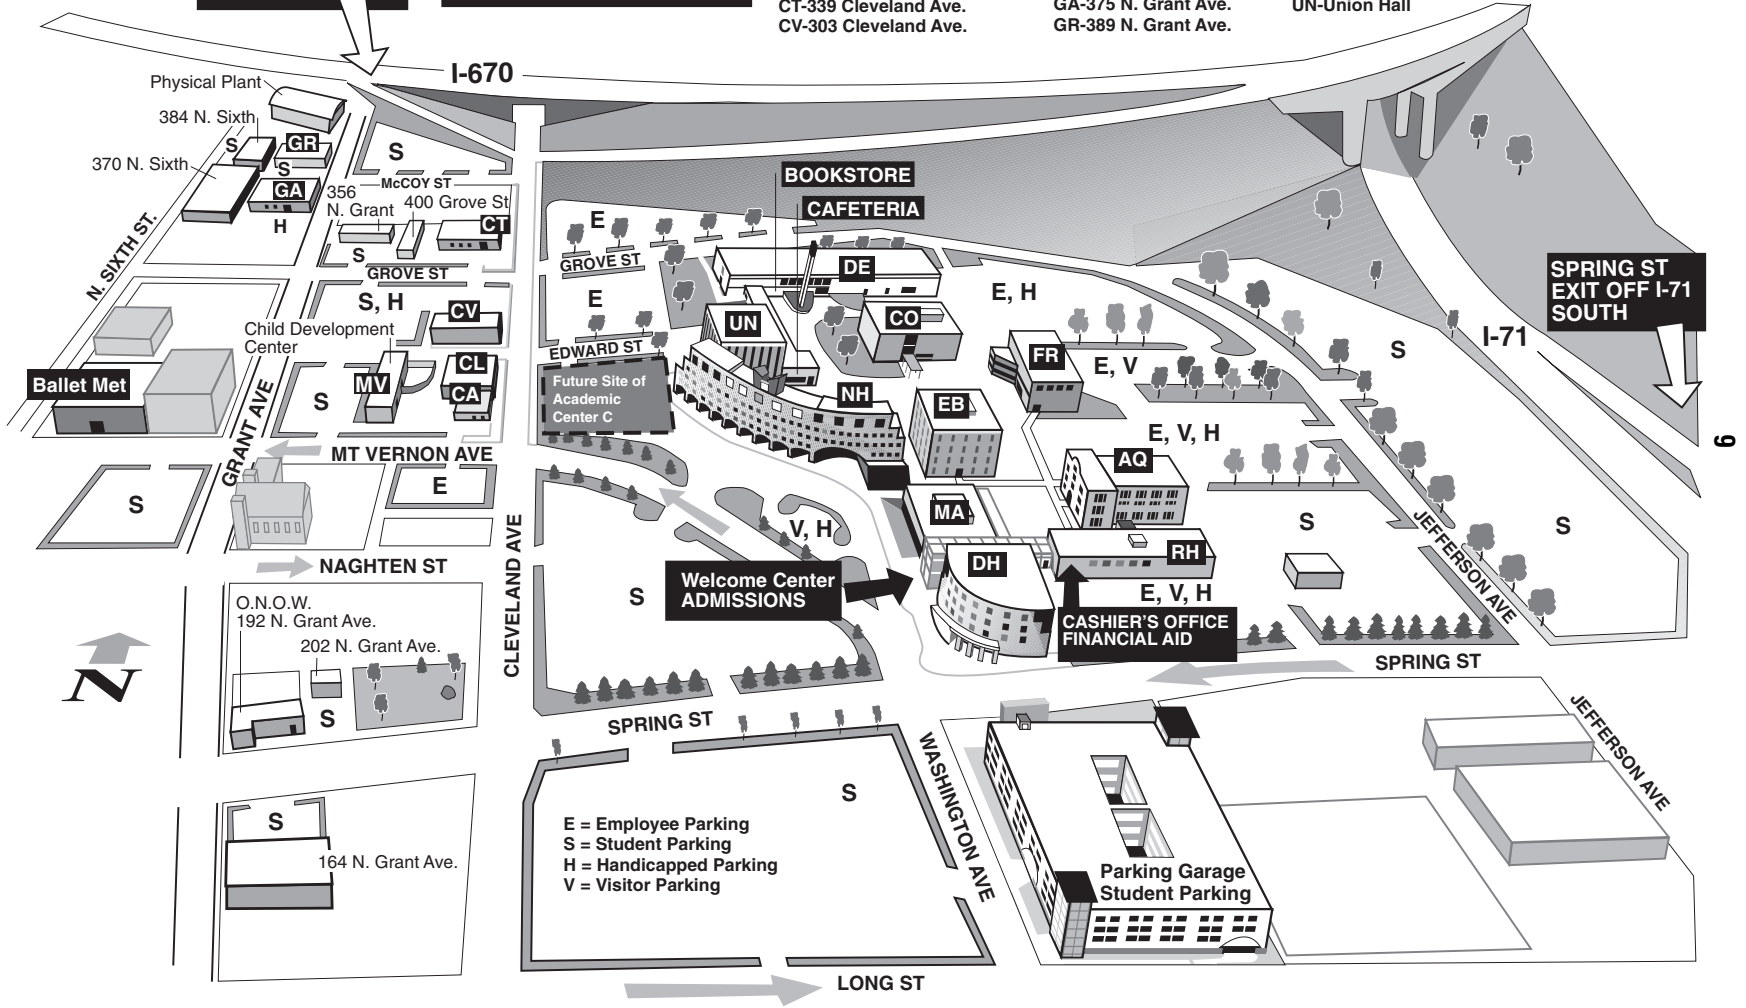 CT-339 Cleveland Ave.
CV-303 Cleveland Ave.
GA-375 N. Grant Ave.
GR-389 N. Grant Ave.
UN-Union Hall
I-670
Physical Plant
384 N. Sixth
370 N. Sixth
S
GR
S
GA
H
S
McCOY ST
356
N. Grant
400 Grove St
CT
S
GROVE ST
N. SIXTH ST.
S, H
CV
Child Development
Center
MV
CL
CA
S
Ballet Met
GRANT AVE
MT VERNON AVE
S
E
NAGHTEN ST
CLEVELAND AVE
O.N.O.W.
192 N. Grant Ave.
202 N. Grant Ave.
S
N
S
164 N. Grant Ave.
BOOKSTORE
CAFETERIA
E
GROVE ST
E
EDWARD ST
Future Site of
Academic
Center C
DE
UN
CO
NH
EB
FR
E, H
E, V
E, V, H
AQ
MA
RH
DH
V, H
S
Welcome Center
ADMISSIONS
E, V, H
CASHIER'S OFFICE
FINANCIAL AID
S
S
S
I-71
SPRING ST
EXIT OFF I-71
SOUTH
9
JEFFERSON AVE
SPRING ST
SPRING ST
JEFFERSON AVE
WASHINGTON AVE
S
E = Employee Parking
S = Student Parking
H = Handicapped Parking
V = Visitor Parking
Parking Garage
Student Parking
LONG ST